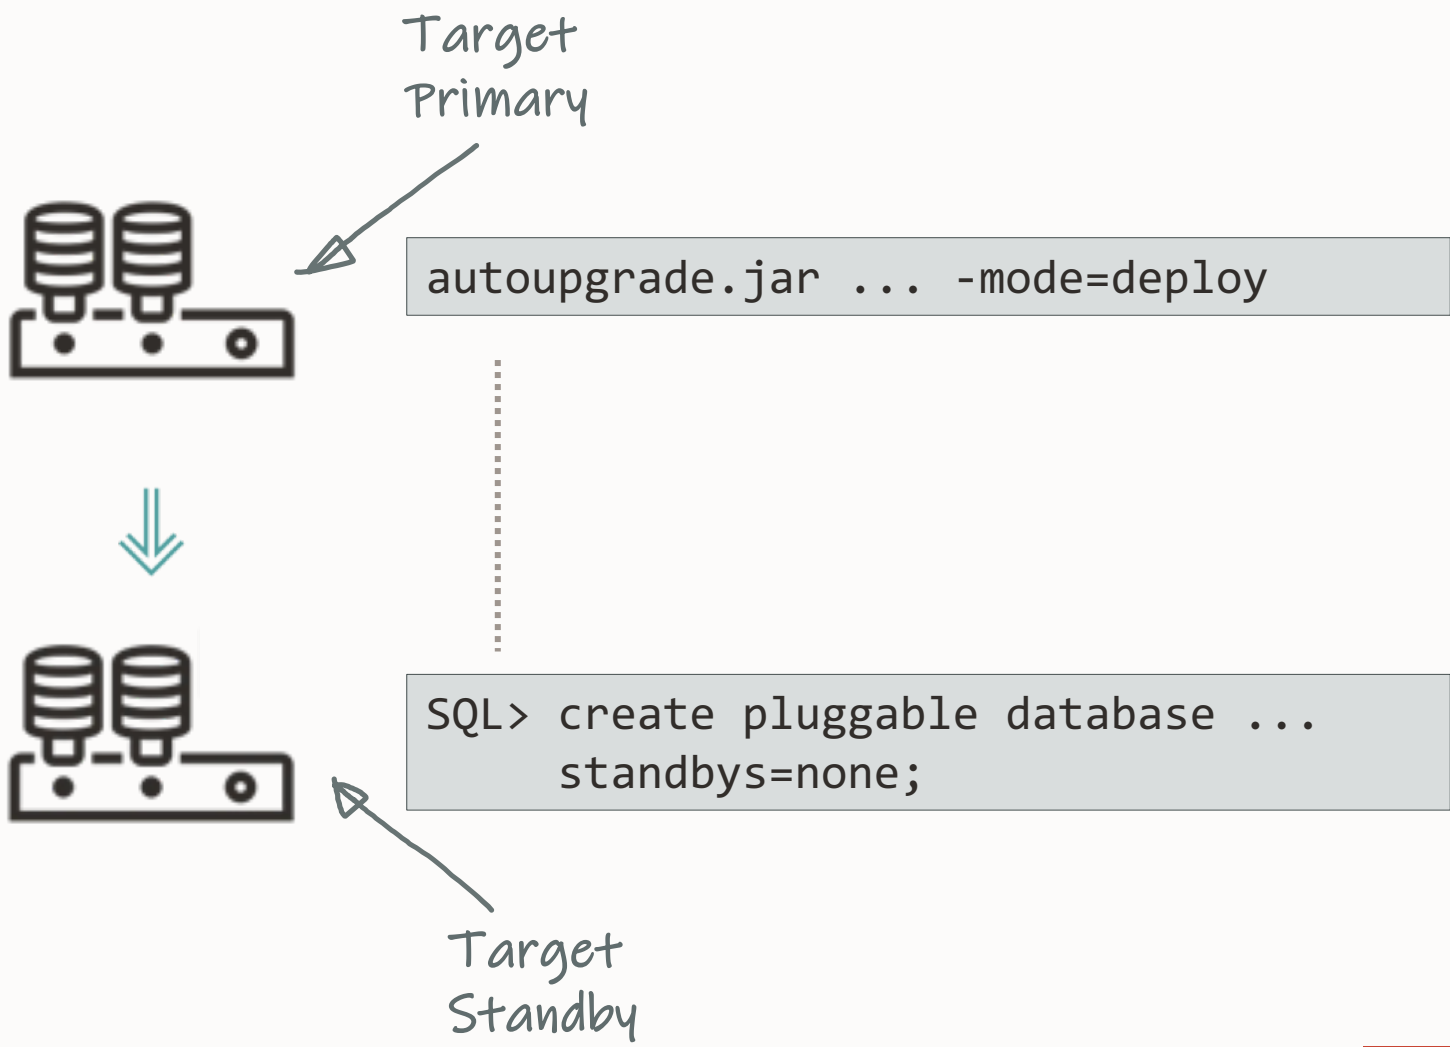 Target
Primary
autoupgrade.jar ... -mode=deploy
SQL> create pluggable database ...
standbys=none;
Target
Standby